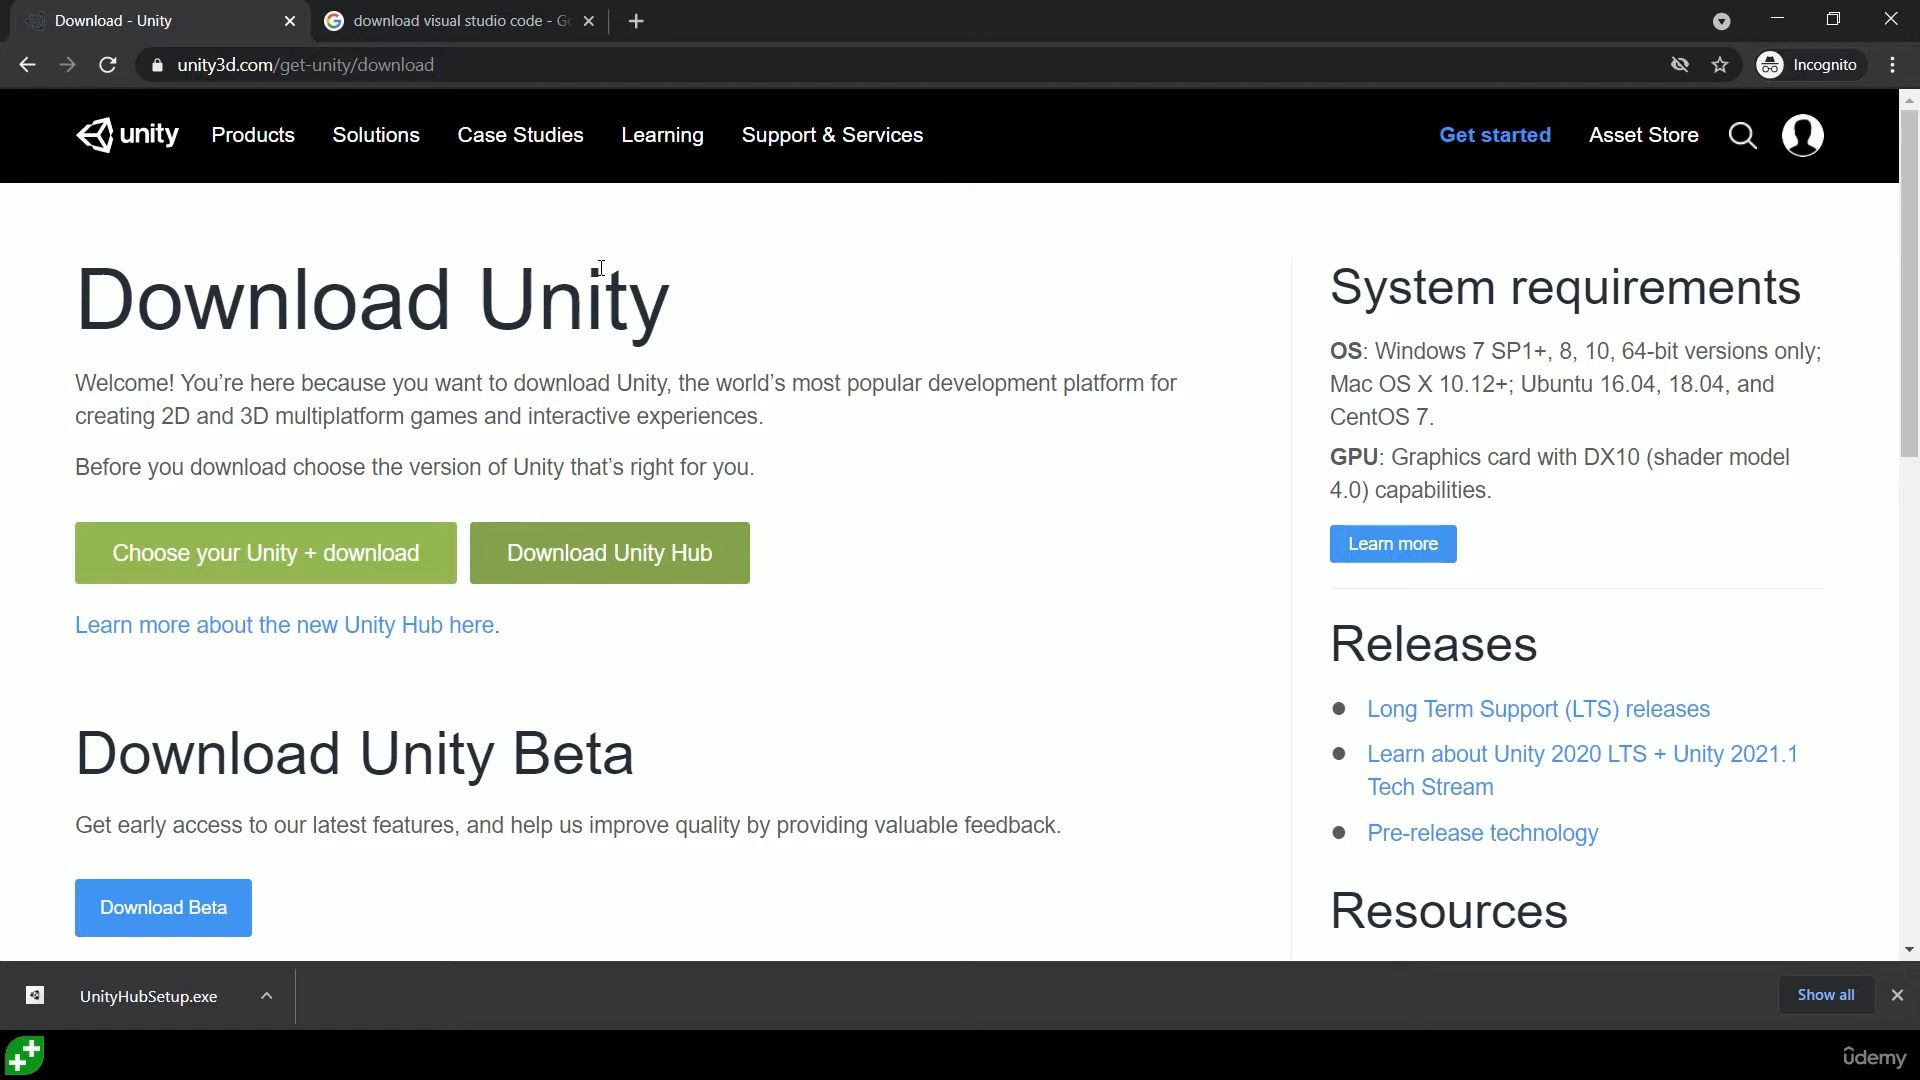 Download - Unity
download visual studio code - Go
unity3d.com/get-unity/download
Incognito
unity
Products
Solutions
Case Studies
Learning
Support & Services
Get started
Asset Store
Download Unity
Welcome! You're here because you want to download Unity, the world's most popular development platform for
creating 2D and 3D multiplatform games and interactive experiences.
Before you download choose the version of Unity that's right for you.
Choose your Unity + download
Download Unity Hub
Learn more about the new Unity Hub here.
Download Unity Beta
Get early access to our latest features, and help us improve quality by providing valuable feedback.
Download Beta
System requirements
OS: Windows 7 SP1+, 8, 10, 64-bit versions only;
Mac OS X 10.12+; Ubuntu 16.04, 18.04, and
CentOS 7.
GPU: Graphics card with DX10 (shader model
4.0) capabilities.
Learn more
Releases
Long Term Support (LTS) releases
Learn about Unity 2020 LTS + Unity 2021.1
Tech Stream
Pre-release technology
Resources
UnityHubSetup.exe
Show all
ûdemy